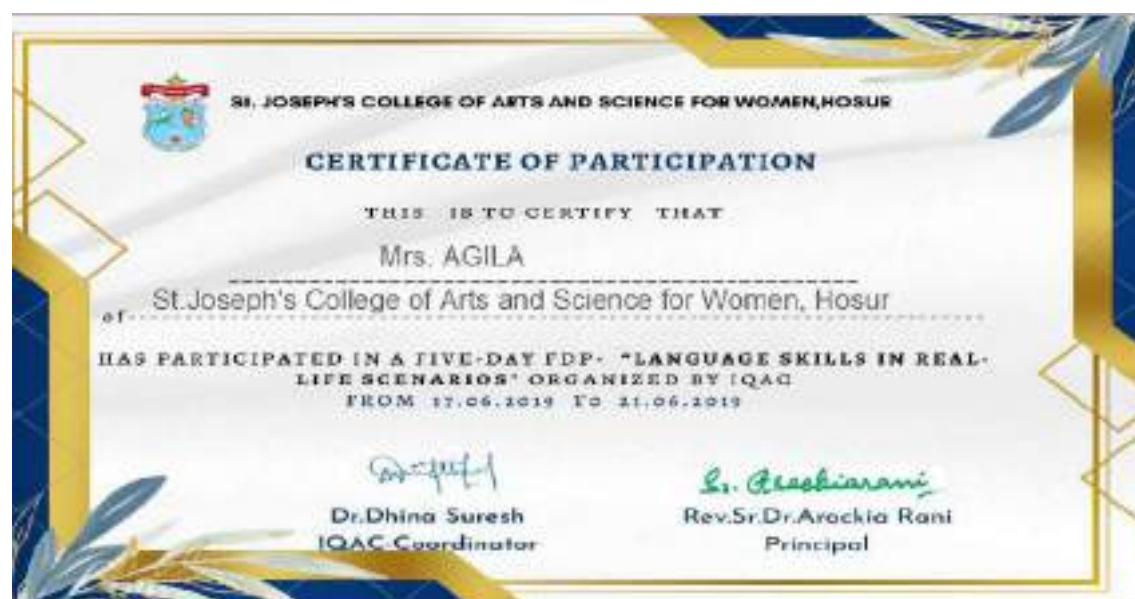 St. JOSEPH'S COLLEGE OF ARTS AND SCIENCE FOR WOMEN,HOSUR
CERTIFICATE OF PARTICIPATION
THIS IS TO CERTIFY THAT
Mrs. AGILA
of St.Joseph's College of Arts and Science for Women, Hosur
HAS PARTICIPATED IN A FIVE-DAY FDP- "LANGUAGE SKILLS IN REAL-
LIFE SCENARIOS" ORGANIZED BY IQAC
FROM 17.06.2019 TO 21.06.2019
Sr. Arockiarani
Dr.Dhina Suresh Rev.Sr.Dr.Arockia Rani
IQAC Coordinator Principal